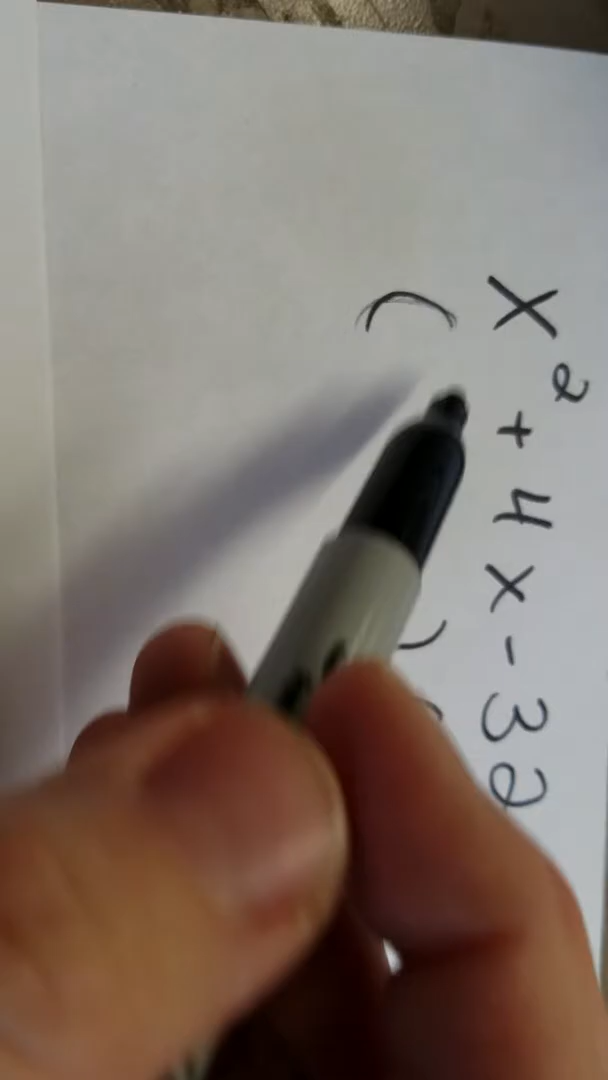 x² + 4x - 32
( ) (